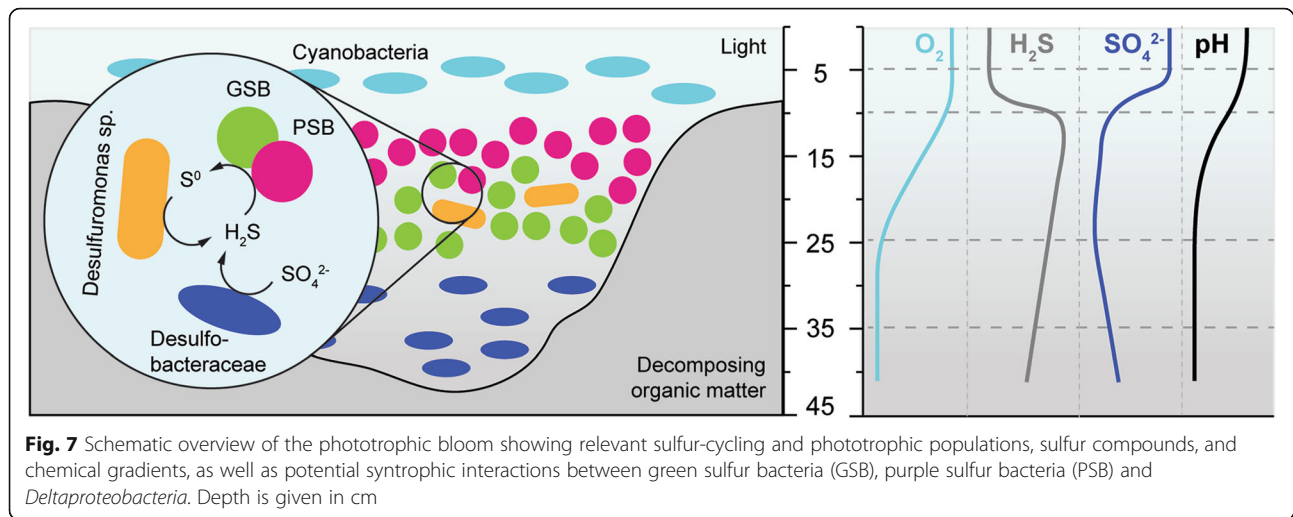 Cyanobacteria
Light
GSB
PSB
S⁰
H₂S
SO₄²⁻
Desulfuromonas sp.
Desulfo-
bacteraceae
Decomposing
organic matter
O₂ H₂S SO₄²⁻ pH
5
10
15
25
35
45
Fig. 7 Schematic overview of the phototrophic bloom showing relevant sulfur-cycling and phototrophic populations, sulfur compounds, and
chemical gradients, as well as potential syntrophic interactions between green sulfur bacteria (GSB), purple sulfur bacteria (PSB) and
Deltaproteobacteria. Depth is given in cm